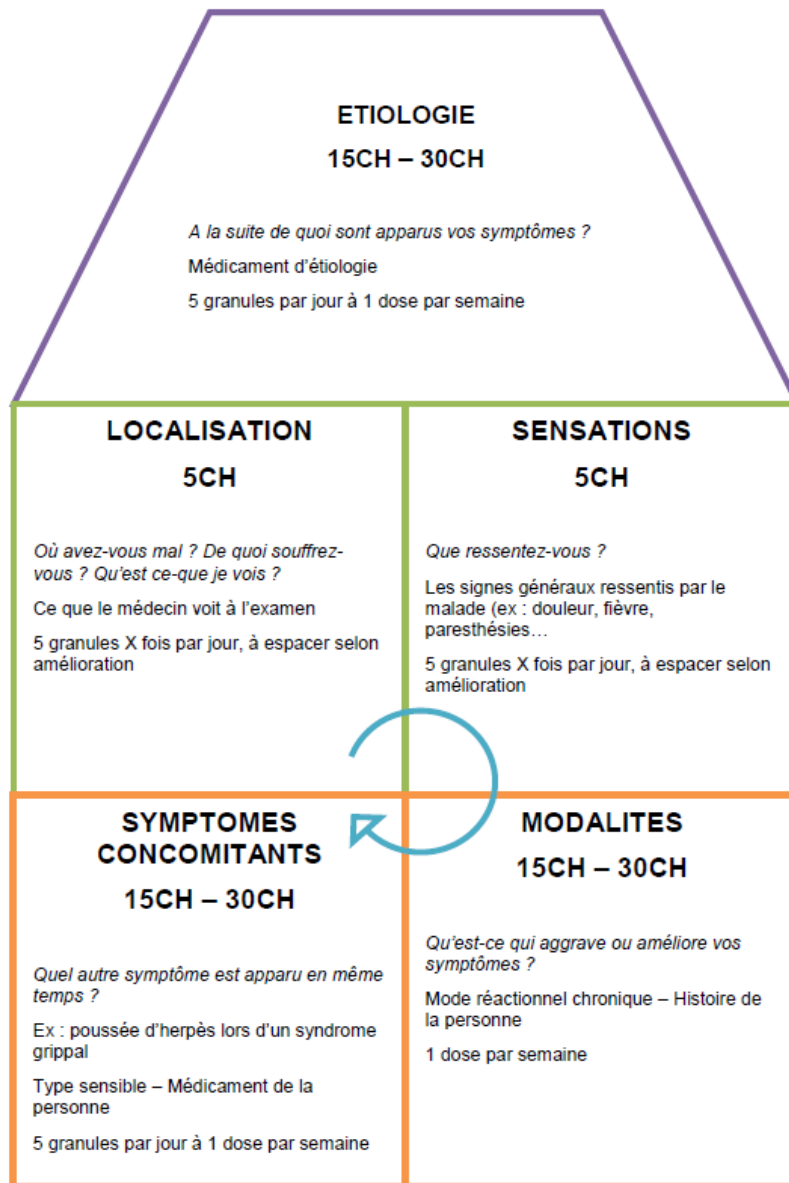 ETIOLOGIE
15CH – 30CH
A la suite de quoi sont apparus vos symptômes ?
Médicament d'étiologie
5 granules par jour à 1 dose par semaine
LOCALISATION
5CH
Où avez-vous mal ? De quoi souffrez-
vous ? Qu'est ce-que je vois ?
Ce que le médecin voit à l'examen
5 granules X fois par jour, à espacer selon
amélioration
SENSATIONS
5CH
Que ressentez-vous ?
Les signes généraux ressentis par le
malade (ex : douleur, fièvre,
paresthésies…
5 granules X fois par jour, à espacer selon
amélioration
SYMPTOMES
CONCOMITANTS
15CH – 30CH
Quel autre symptôme est apparu en même
temps ?
Ex : poussée d'herpès lors d'un syndrome
grippal
Type sensible – Médicament de la
personne
5 granules par jour à 1 dose par semaine
MODALITES
15CH – 30CH
Qu'est-ce qui aggrave ou améliore vos
symptômes ?
Mode réactionnel chronique – Histoire de
la personne
1 dose par semaine